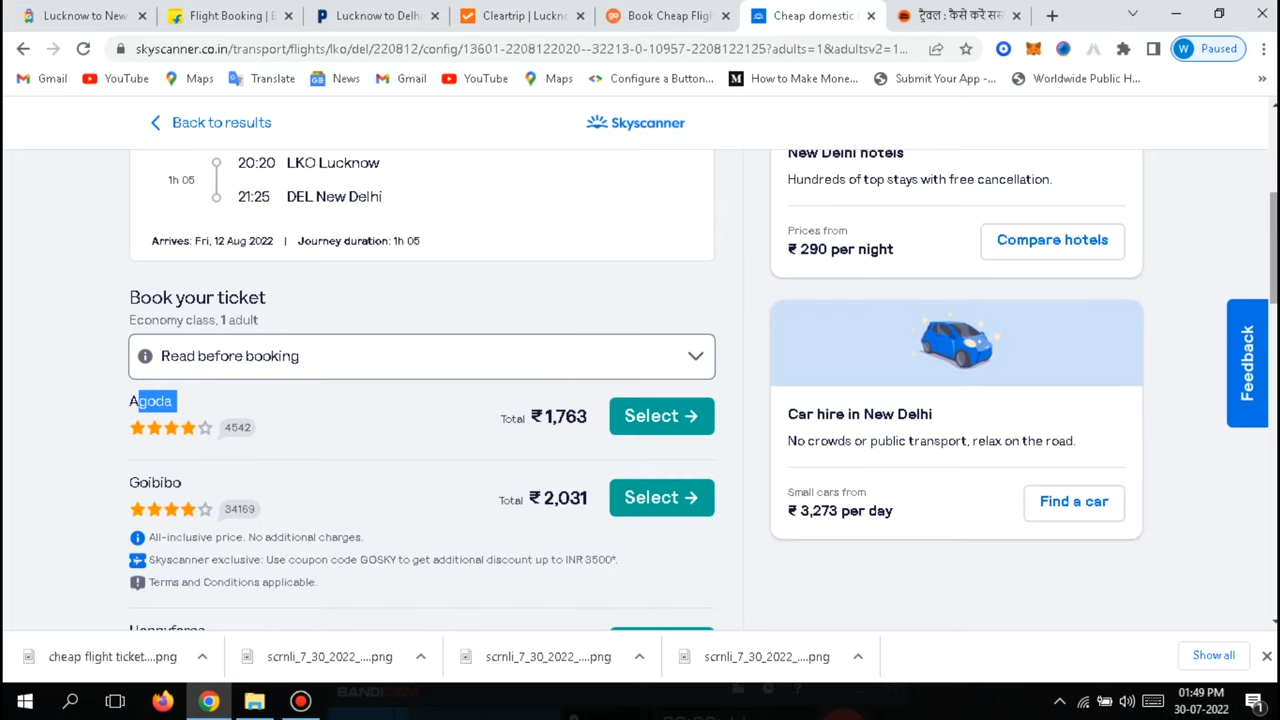 Lucknow to New
Flight Booking | B
Lucknow to Delh
Cleartrip | Luckn
Book Cheap Flight
Cheap domestic
ट्रैवल : कैसे करें सस
skyscanner.co.in/transport/flights/lko/del/220812/config/13601-2208122020--32213-0-10957-2208122125?adults=1&adultsv2=1...
W Paused
Gmail
YouTube
Maps
Translate
News
Gmail
YouTube
Maps
Configure a Button...
How to Make Mone...
Submit Your App -...
Worldwide Public H...
Back to results
Skyscanner
20:20 LKO Lucknow
1h 05
21:25 DEL New Delhi
Arrives: Fri, 12 Aug 2022 | Journey duration: 1h 05
Book your ticket
Economy class, 1 adult
Read before booking
Agoda
4542
Total ₹ 1,763
Select →
Goibibo
34169
Total ₹ 2,031
Select →
All-inclusive price. No additional charges.
Skyscanner exclusive: Use coupon code GOSKY to get additional discount up to INR 3500*.
Terms and Conditions applicable.
New Delhi hotels
Hundreds of top stays with free cancellation.
Prices from
₹ 290 per night
Compare hotels
Car hire in New Delhi
No crowds or public transport, relax on the road.
Small cars from
₹ 3,273 per day
Find a car
Feedback
cheap flight ticket....png
scrnli_7_30_2022_....png
scrnli_7_30_2022_....png
scrnli_7_30_2022_....png
Show all
BANDICAM
01:49 PM
30-07-2022
1